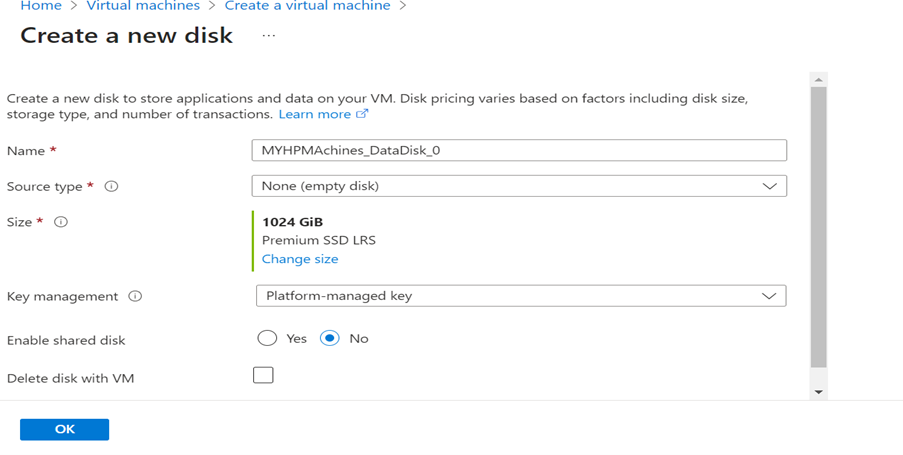 Home > Virtual machines > Create a virtual machine >
Create a new disk ...
Create a new disk to store applications and data on your VM. Disk pricing varies based on factors including disk size,
storage type, and number of transactions. Learn more
Name *
MYHPMAchines_DataDisk_0
Source type *
None (empty disk)
Size *
1024 GiB
Premium SSD LRS
Change size
Key management
Platform-managed key
Enable shared disk
Yes No
Delete disk with VM
OK